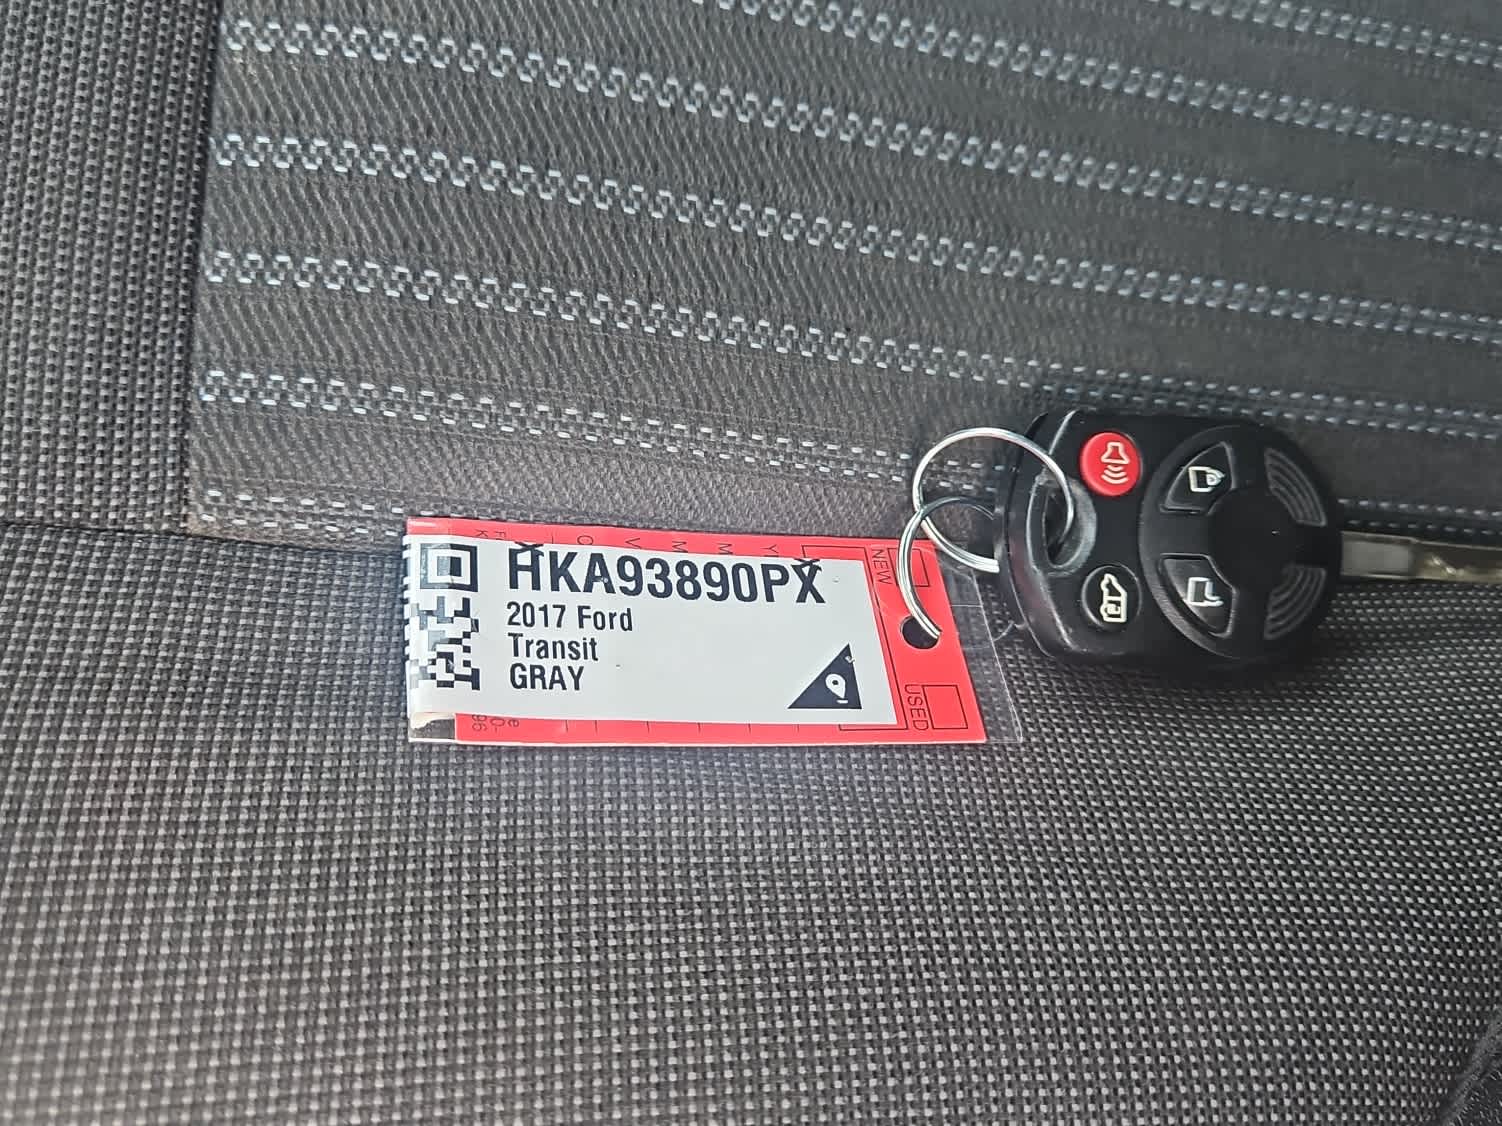 HKA93890PX
2017 Ford
Transit
GRAY
NEW
USED